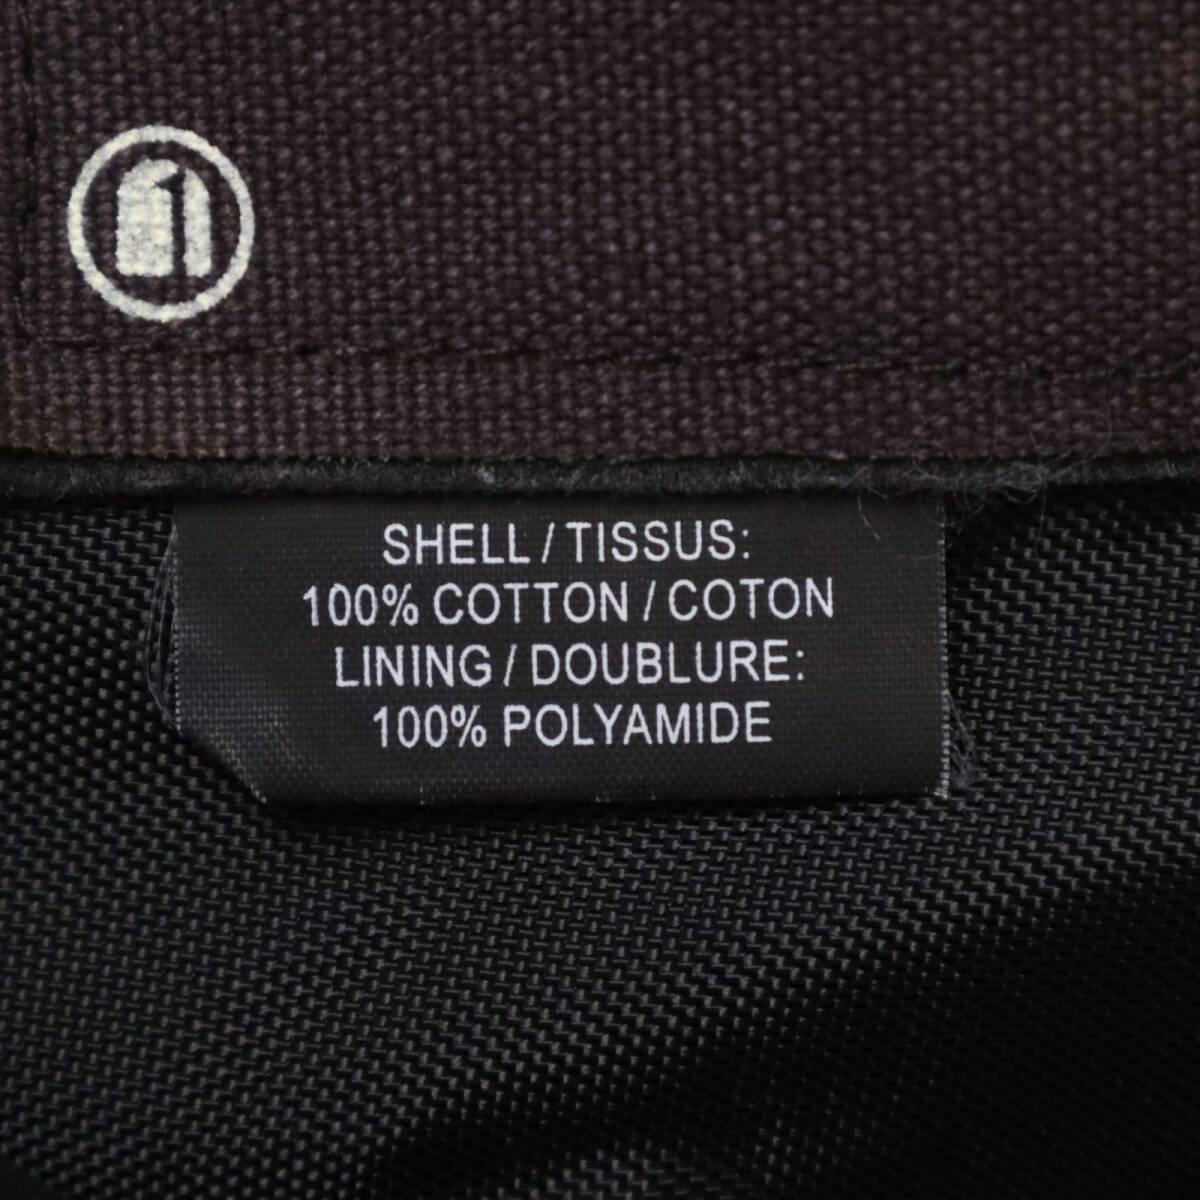 SHELL / TISSUS:
100% COTTON / COTON
LINING / DOUBLURE:
100% POLYAMIDE